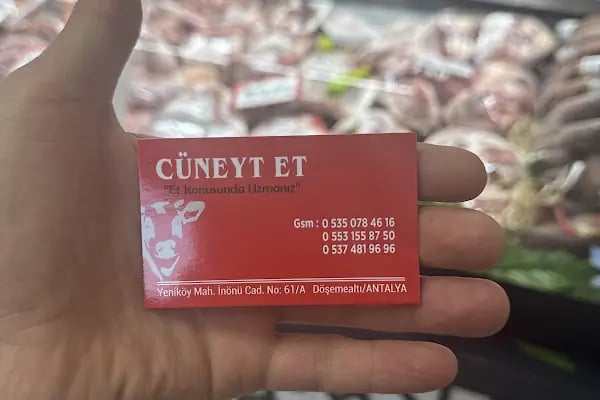 CÜNEYT ET
"Et Konusunda Uzmanız"
Gsm : 0 535 078 46 16
0 553 155 87 50
0 537 481 96 96
Yeniköy Mah. İnönü Cad. No: 61/A Döşemealtı/ANTALYA